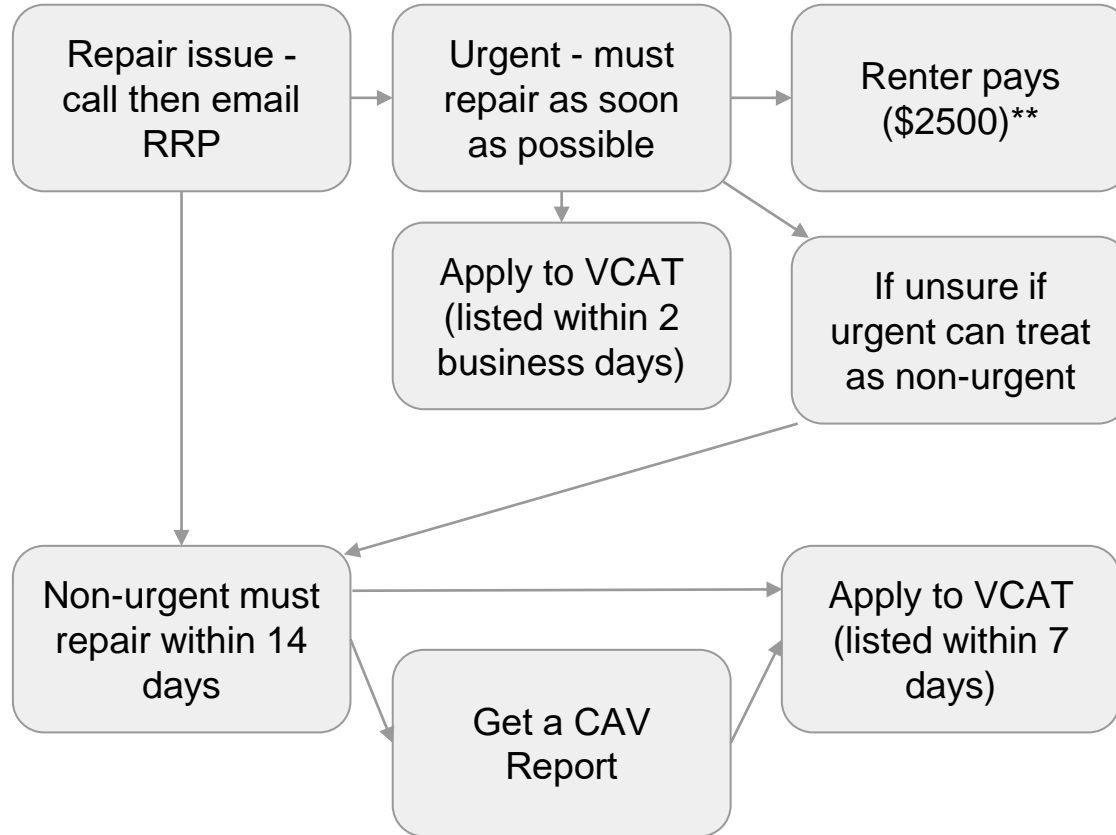 Repair issue -
call then email
RRP
Urgent - must
repair as soon
as possible
Renter pays
($2500)**
Apply to VCAT
(listed within 2
business days)
If unsure if
urgent can treat
as non-urgent
Non-urgent must
repair within 14
days
Get a CAV
Report
Apply to VCAT
(listed within 7
days)